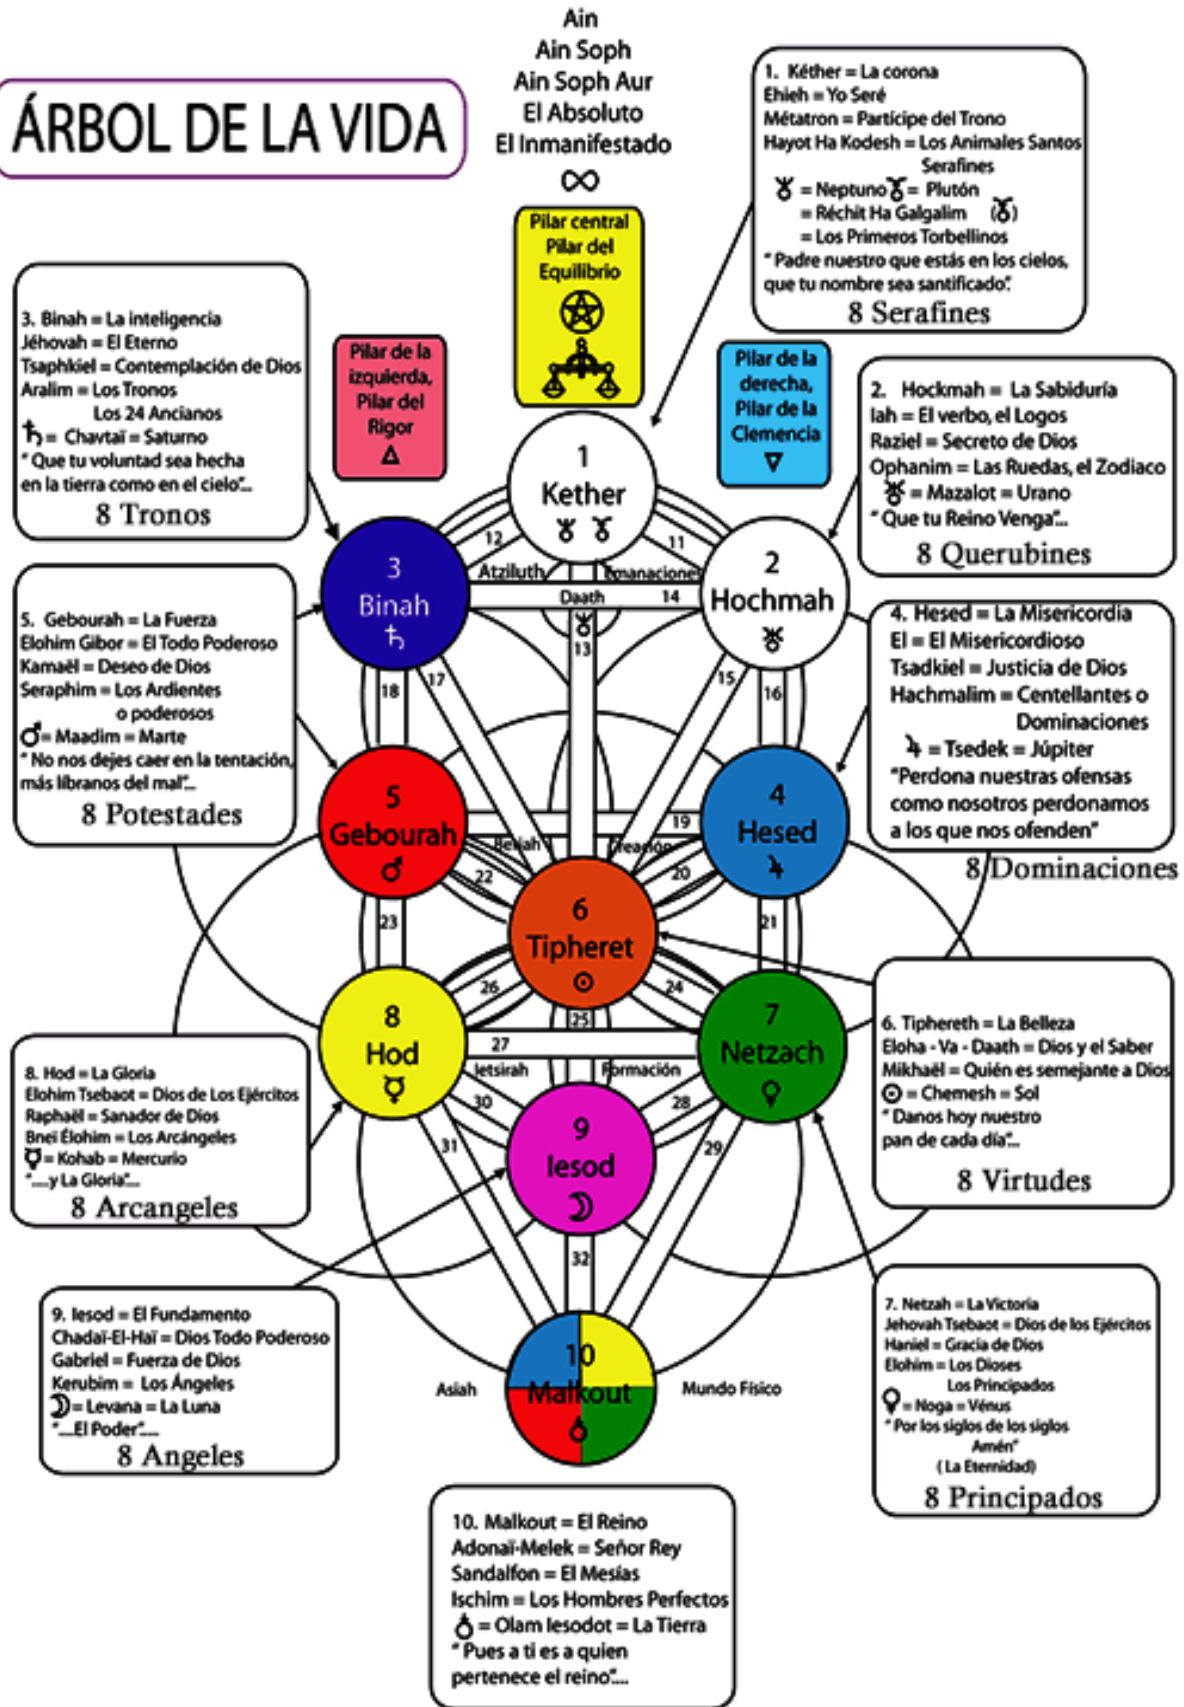 Ain
Ain Soph
Ain Soph Aur
El Absoluto
El Inmanifestado
∞
ÁRBOL DE LA VIDA
1. Kéther = La corona
Ehieh = Yo Seré
Métatron = Partícipe del Trono
Hayot Ha Kodesh = Los Animales Santos
Serafines
= Neptuno = Plutón
= Réchit Ha Galgalim ( )
= Los Primeros Torbellinos
" Padre nuestro que estás en los cielos,
que tu nombre sea santificado".
8 Serafines
Pilar central
Pilar del
Equilibrio
Pilar de la
izquierda,
Pilar del
Rigor
Pilar de la
derecha,
Pilar de la
Clemencia
3. Binah = La inteligencia
Jéhovah = El Eterno
Tsaphkiel = Contemplación de Dios
Aralim = Los Tronos
Los 24 Ancianos
♄ = Chavtaï = Saturno
" Que tu voluntad sea hecha
en la tierra como en el cielo"...
8 Tronos
2. Hockmah = La Sabiduría
Iah = El verbo, el Logos
Raziel = Secreto de Dios
Ophanim = Las Ruedas, el Zodiaco
= Mazalot = Urano
" Que tu Reino Venga"...
8 Querubines
1
Kether
12
11
Atziluth
Emanaciones
3
Binah
♄
2
Hochmah
Daath
14
13
5. Gebourah = La Fuerza
Elohim Gibor = El Todo Poderoso
Kamaël = Deseo de Dios
Seraphim = Los Ardientes
o poderosos
♂ = Maadim = Marte
" No nos dejes caer en la tentación,
más líbranos del mal"...
8 Potestades
4. Hesed = La Misericordia
El = El Misericordioso
Tsadkiel = Justicia de Dios
Hachmalim = Centellantes o
Dominaciones
♃ = Tsedek = Júpiter
"Perdona nuestras ofensas
como nosotros perdonamos
a los que nos ofenden"
8 Dominaciones
18
17
15
16
5
Gebourah
♂
4
Hesed
♃
19
Beriah
Creación
22
20
6
Tipheret
☉
23
21
26
24
25
8
Hod
☿
7
Netzach
♀
27
Ietsirah
Formación
30
28
31
29
9
Iesod
☽
32
6. Tiphereth = La Belleza
Eloha - Va - Daath = Dios y el Saber
Mikhaël = Quién es semejante a Dios
☉ = Chemesh = Sol
" Danos hoy nuestro
pan de cada día"...
8 Virtudes
8. Hod = La Gloria
Elohim Tsebaot = Dios de Los Ejércitos
Raphaël = Sanador de Dios
Bneï Élohim = Los Arcángeles
☿ = Kohab = Mercurio
"....y La Gloria"...
8 Arcangeles
7. Netzah = La Victoria
Jehovah Tsebaot = Dios de los Ejércitos
Haniel = Gracia de Dios
Elohim = Los Dioses
Los Principados
♀ = Noga = Vénus
" Por los siglos de los siglos
Amén"
( La Eternidad)
8 Principados
9. Iesod = El Fundamento
Chadaï-El-Haï = Dios Todo Poderoso
Gabriel = Fuerza de Dios
Kerubim = Los Ángeles
☽ = Levana = La Luna
"....El Poder"....
8 Angeles
Asiah
10
Malkout
♁
Mundo Físico
10. Malkout = El Reino
Adonaï-Melek = Señor Rey
Sandalfon = El Mesías
Ischim = Los Hombres Perfectos
♁ = Olam Iesodot = La Tierra
" Pues a ti es a quien
pertenece el reino"....